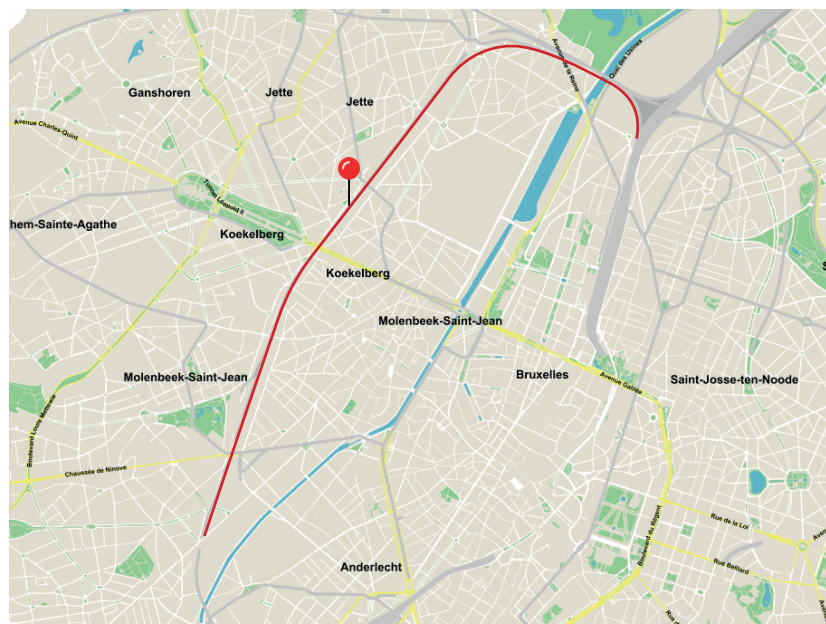 Avenue de la Reine
Quai des Usines
Ganshoren
Jette
Jette
Avenue Charles-Quint
Tunnel Léopold II
hem-Sainte-Agathe
Koekelberg
Koekelberg
Molenbeek-Saint-Jean
Molenbeek-Saint-Jean
Bruxelles
Avenue Galilée
Saint-Josse-ten-Noode
Boulevard Louis Mettewie
Chaussée de Ninove
Rue de la Loi
Boulevard du Régent
Rue Belliard
Anderlecht